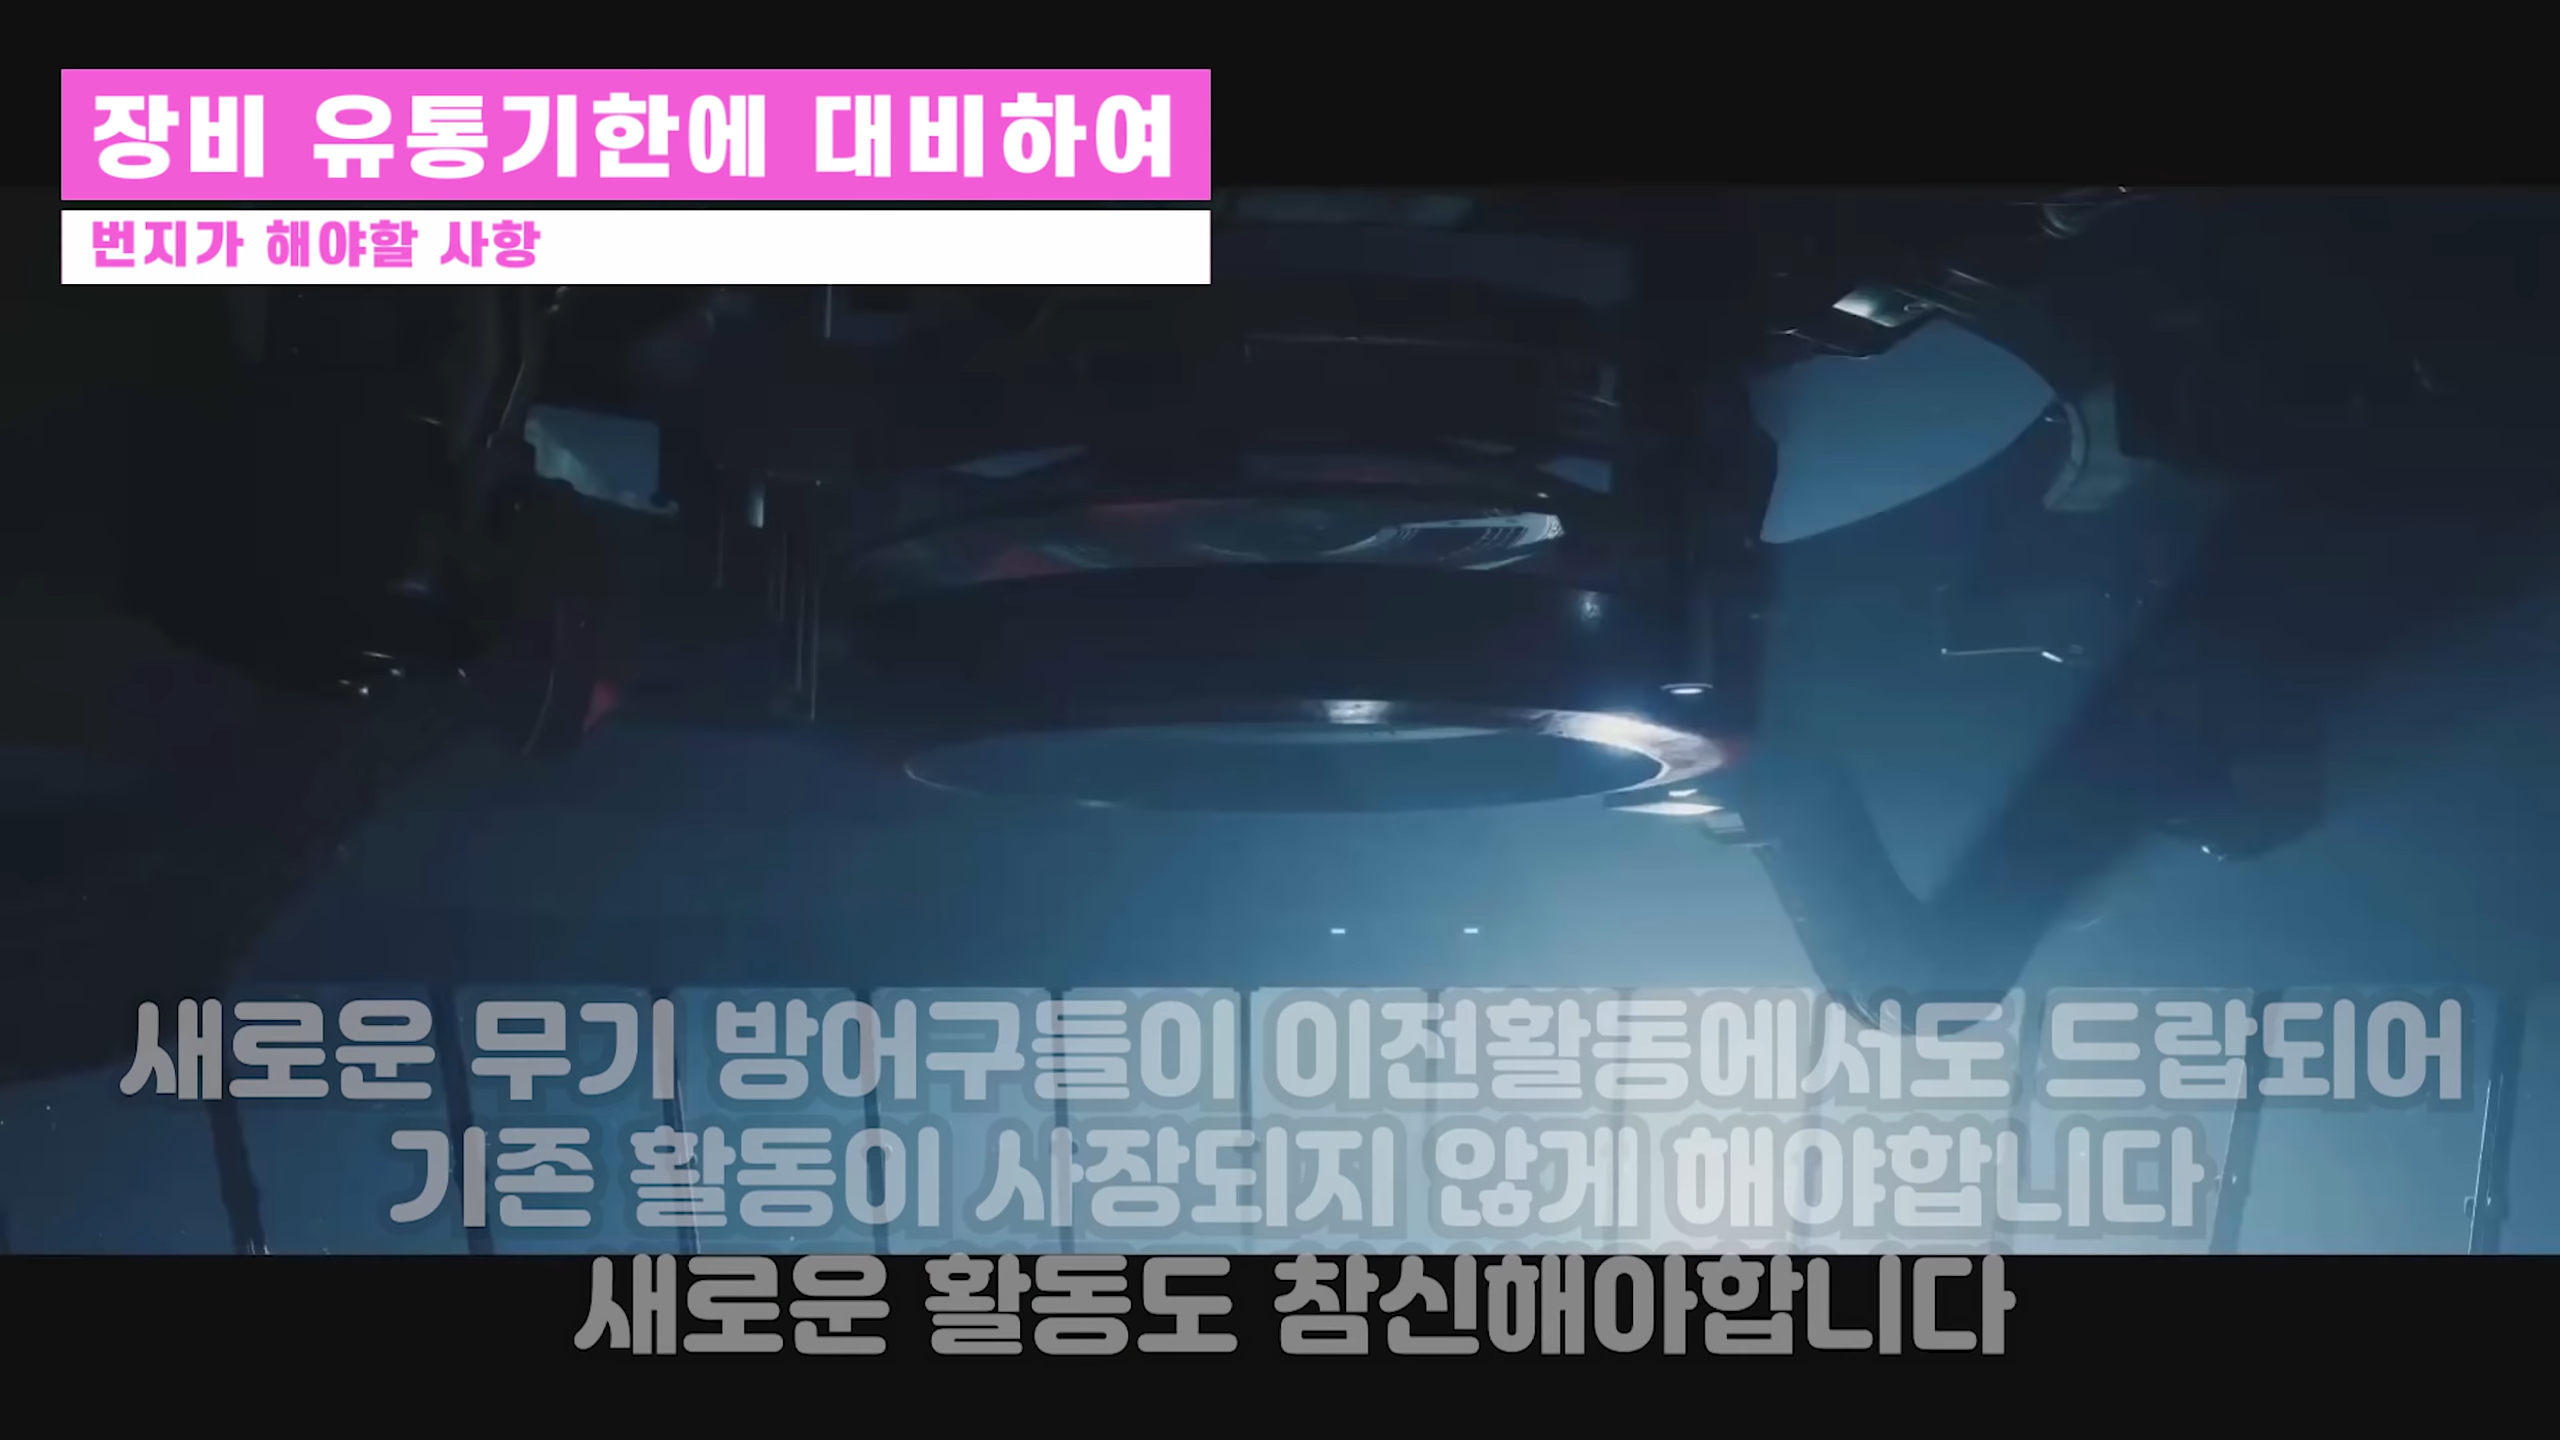 장비 유통기한에 대비하여
번지가 해야할 사항
새로운 무기 방어구들이 이전활동에서도 드랍되어
기존 활동이 사장되지 않게 해야합니다
새로운 활동도 참신해야합니다